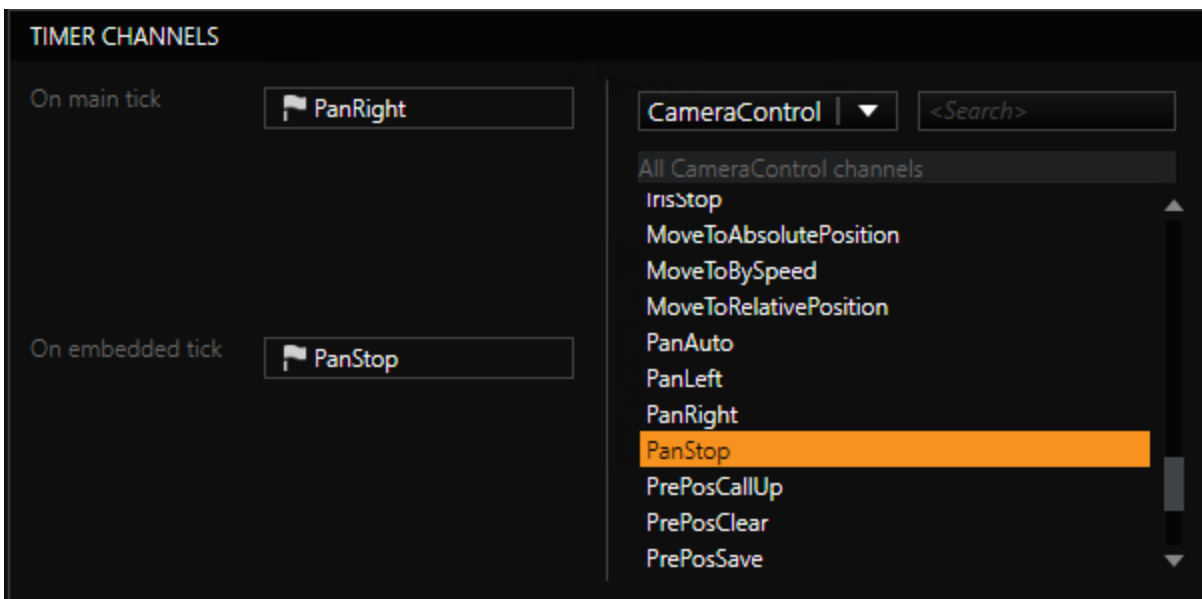 TIMER CHANNELS
On main tick
PanRight
On embedded tick
PanStop
CameraControl
<Search>
All CameraControl channels
IrisStop
MoveToAbsolutePosition
MoveToBySpeed
MoveToRelativePosition
PanAuto
PanLeft
PanRight
PanStop
PrePosCallUp
PrePosClear
PrePosSave